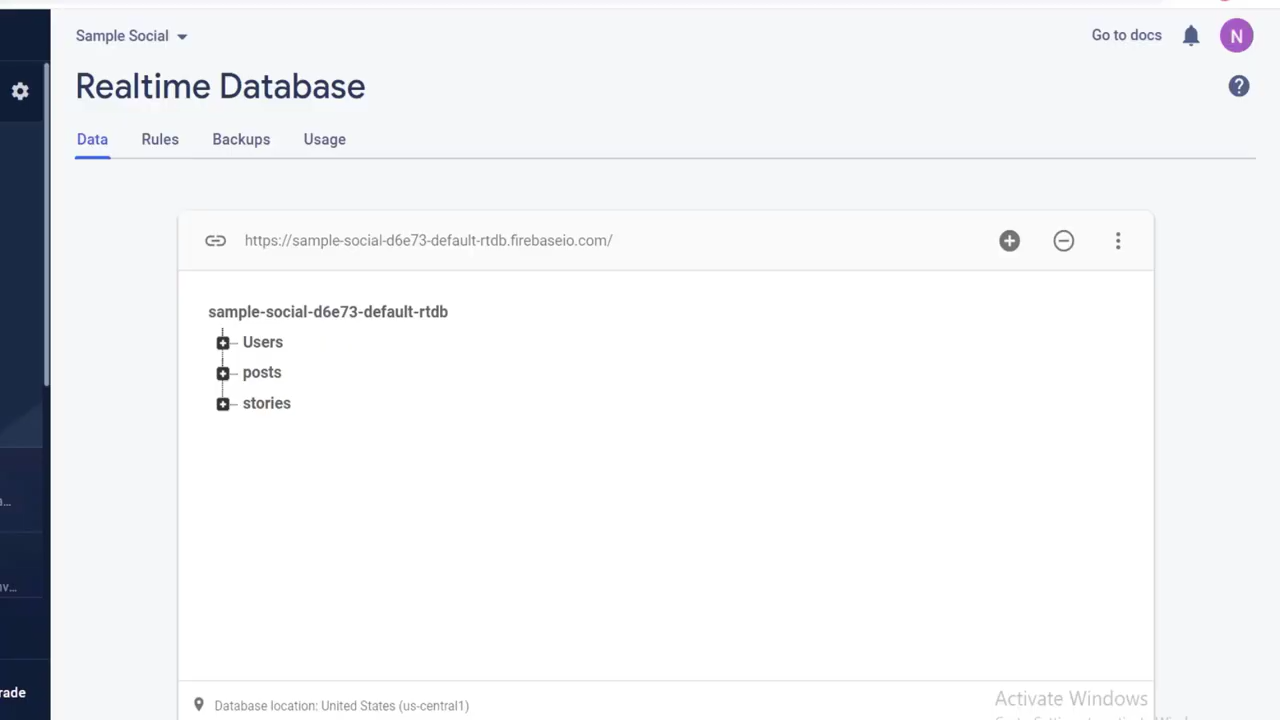 Sample Social
Go to docs
N
Realtime Database
Data Rules Backups Usage
https://sample-social-d6e73-default-rtdb.firebaseio.com/
sample-social-d6e73-default-rtdb
Users
posts
stories
rade
Database location: United States (us-central1)
Activate Windows